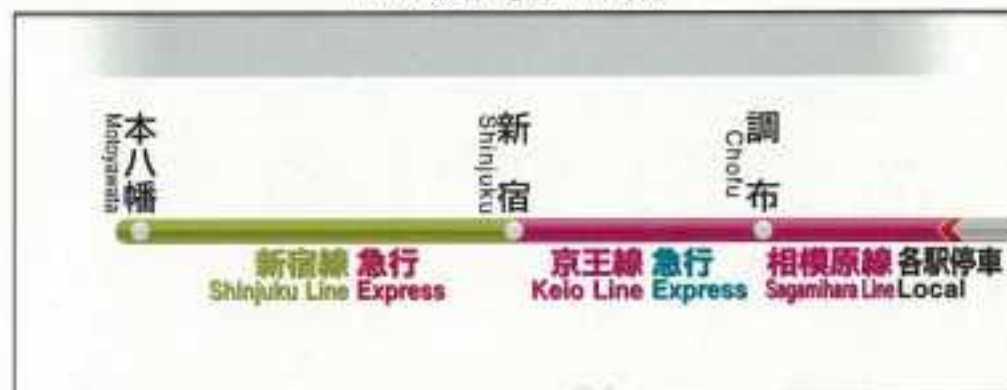 本八幡
Motoyawata
新宿
Shinjuku
調布
Chofu
新宿線 急行
Shinjuku Line Express
京王線 急行
Keio Line Express
相模原線 各駅停車
Sagamihara Line Local